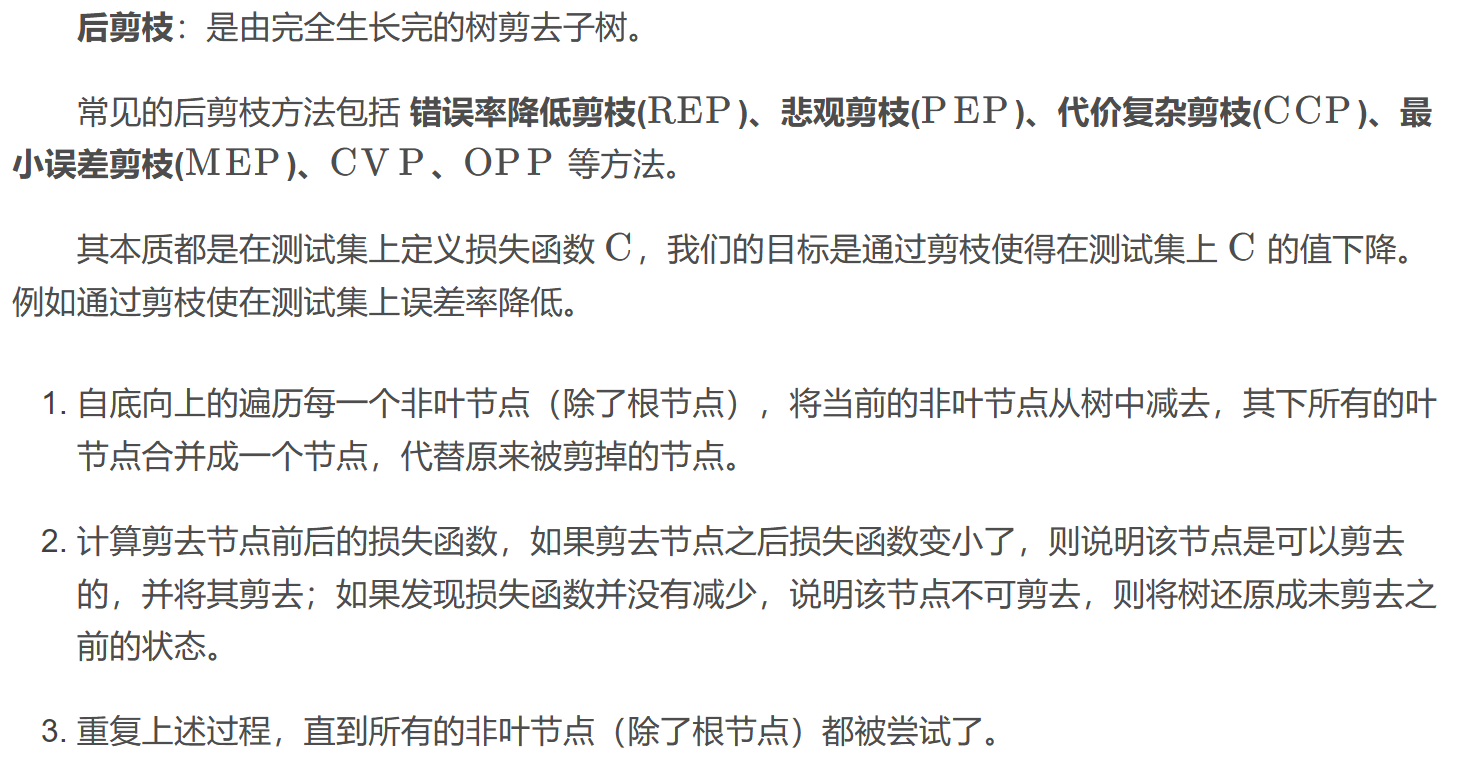 后剪枝：是由完全生长完的树剪去子树。
常见的后剪枝方法包括 错误率降低剪枝(REP)、悲观剪枝(PEP)、代价复杂剪枝(CCP)、最
小误差剪枝(MEP)、CVP、OPP 等方法。
其本质都是在测试集上定义损失函数 C，我们的目标是通过剪枝使得在测试集上 C 的值下降。
例如通过剪枝使在测试集上误差率降低。
1. 自底向上的遍历每一个非叶节点（除了根节点），将当前的非叶节点从树中减去，其下所有的叶
节点合并成一个节点，代替原来被剪掉的节点。
2. 计算剪去节点前后的损失函数，如果剪去节点之后损失函数变小了，则说明该节点是可以剪去
的，并将其剪去；如果发现损失函数并没有减少，说明该节点不可剪去，则将树还原成未剪去之
前的状态。
3. 重复上述过程，直到所有的非叶节点（除了根节点）都被尝试了。